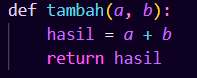 def tambah(a, b):
    hasil = a + b
    return hasil